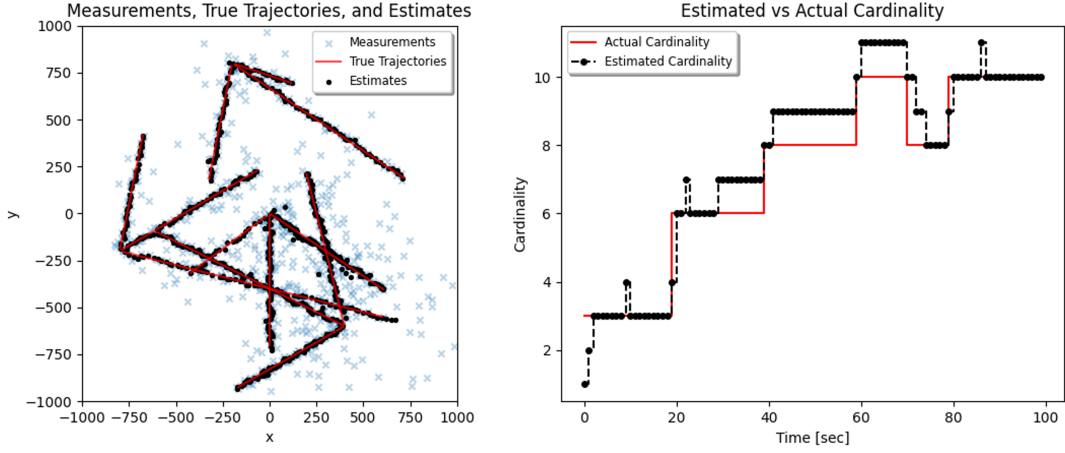 Measurements, True Trajectories, and Estimates
1000
750
500
250
0
−250
−500
−750
−1000
y
Measurements
True Trajectories
Estimates
−1000 −750 −500 −250 0 250 500 750 1000
x
Estimated vs Actual Cardinality
10
8
6
4
2
Cardinality
Actual Cardinality
Estimated Cardinality
0 20 40 60 80 100
Time [sec]